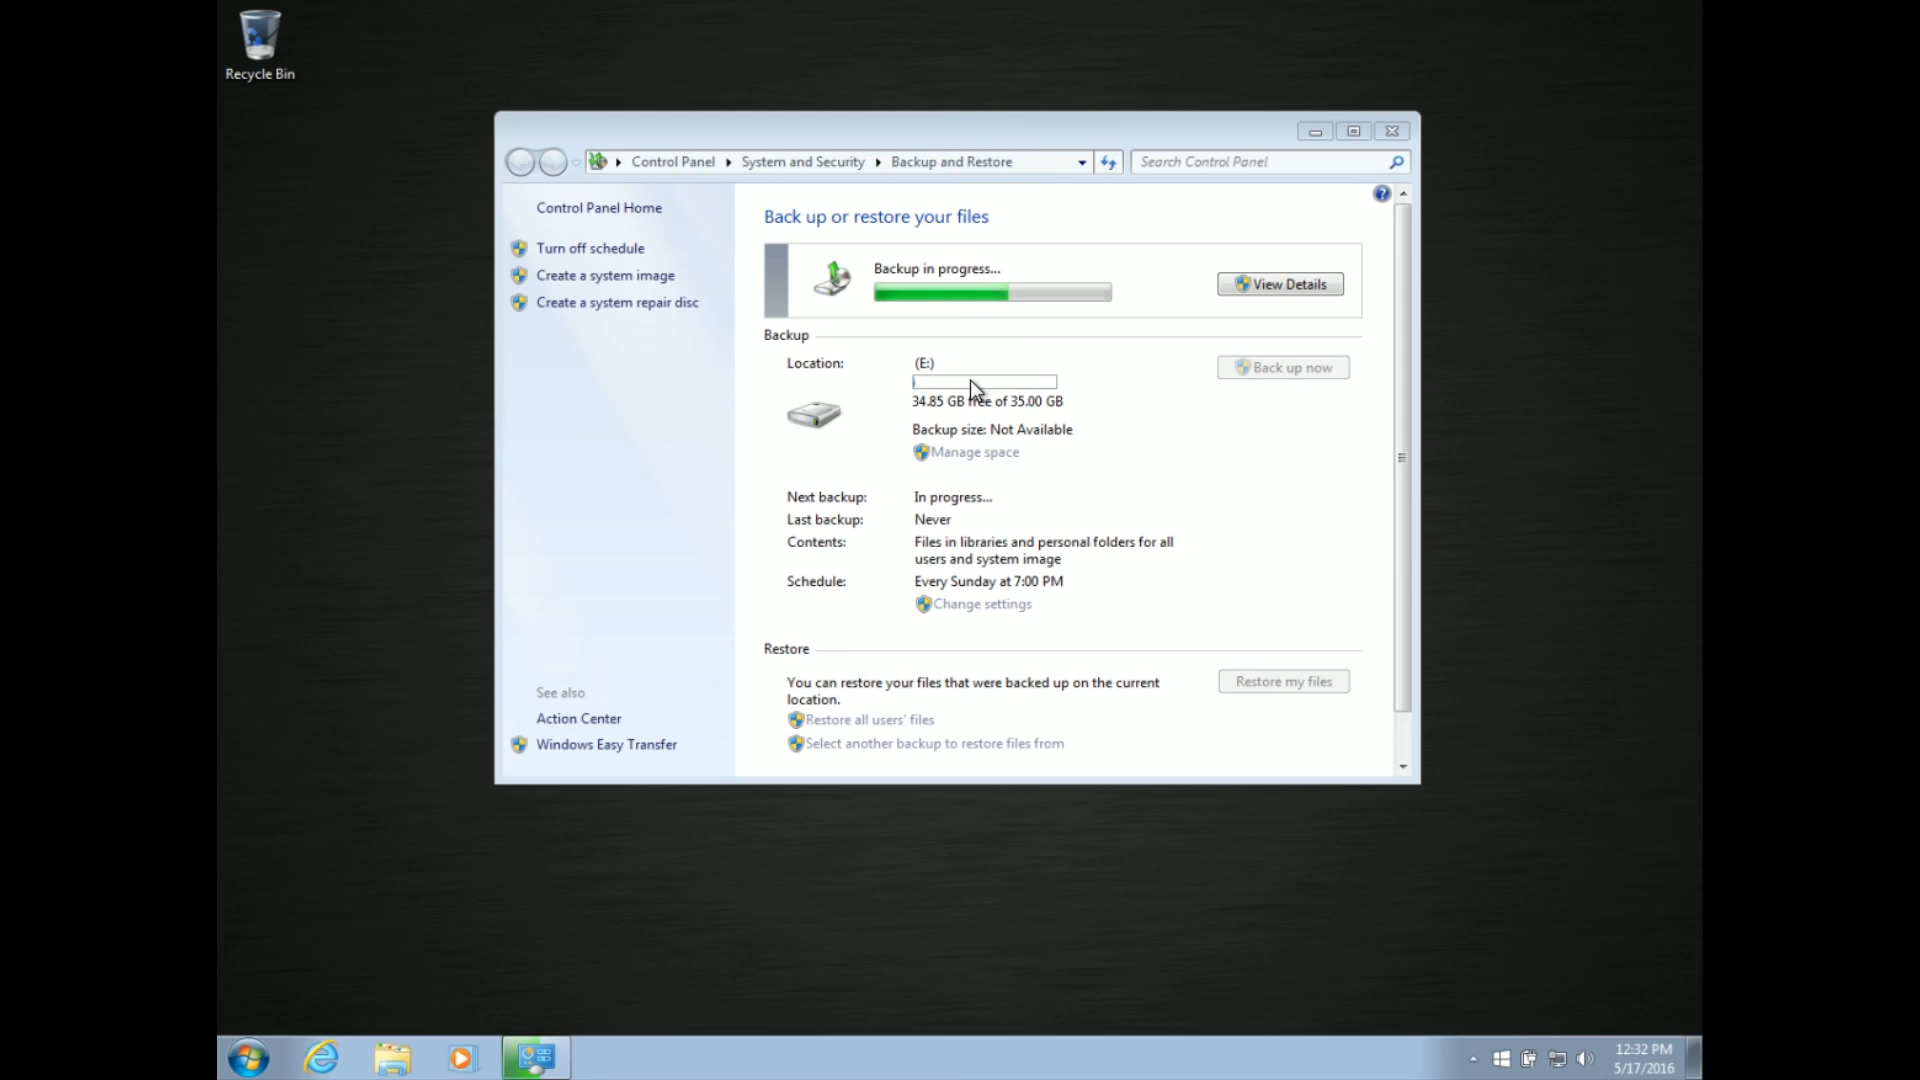 Recycle Bin
Control Panel
System and Security
Backup and Restore
Search Control Panel
Control Panel Home
Turn off schedule
Create a system image
Create a system repair disc
Back up or restore your files
Backup in progress...
View Details
Backup
Location:
(E:)
Back up now
34.85 GB free of 35.00 GB
Backup size: Not Available
Manage space
Next backup:
In progress...
Last backup:
Never
Contents:
Files in libraries and personal folders for all
users and system image
Schedule:
Every Sunday at 7:00 PM
Change settings
Restore
You can restore your files that were backed up on the current
location.
Restore my files
Restore all users' files
Select another backup to restore files from
See also
Action Center
Windows Easy Transfer
12:32 PM
5/17/2016